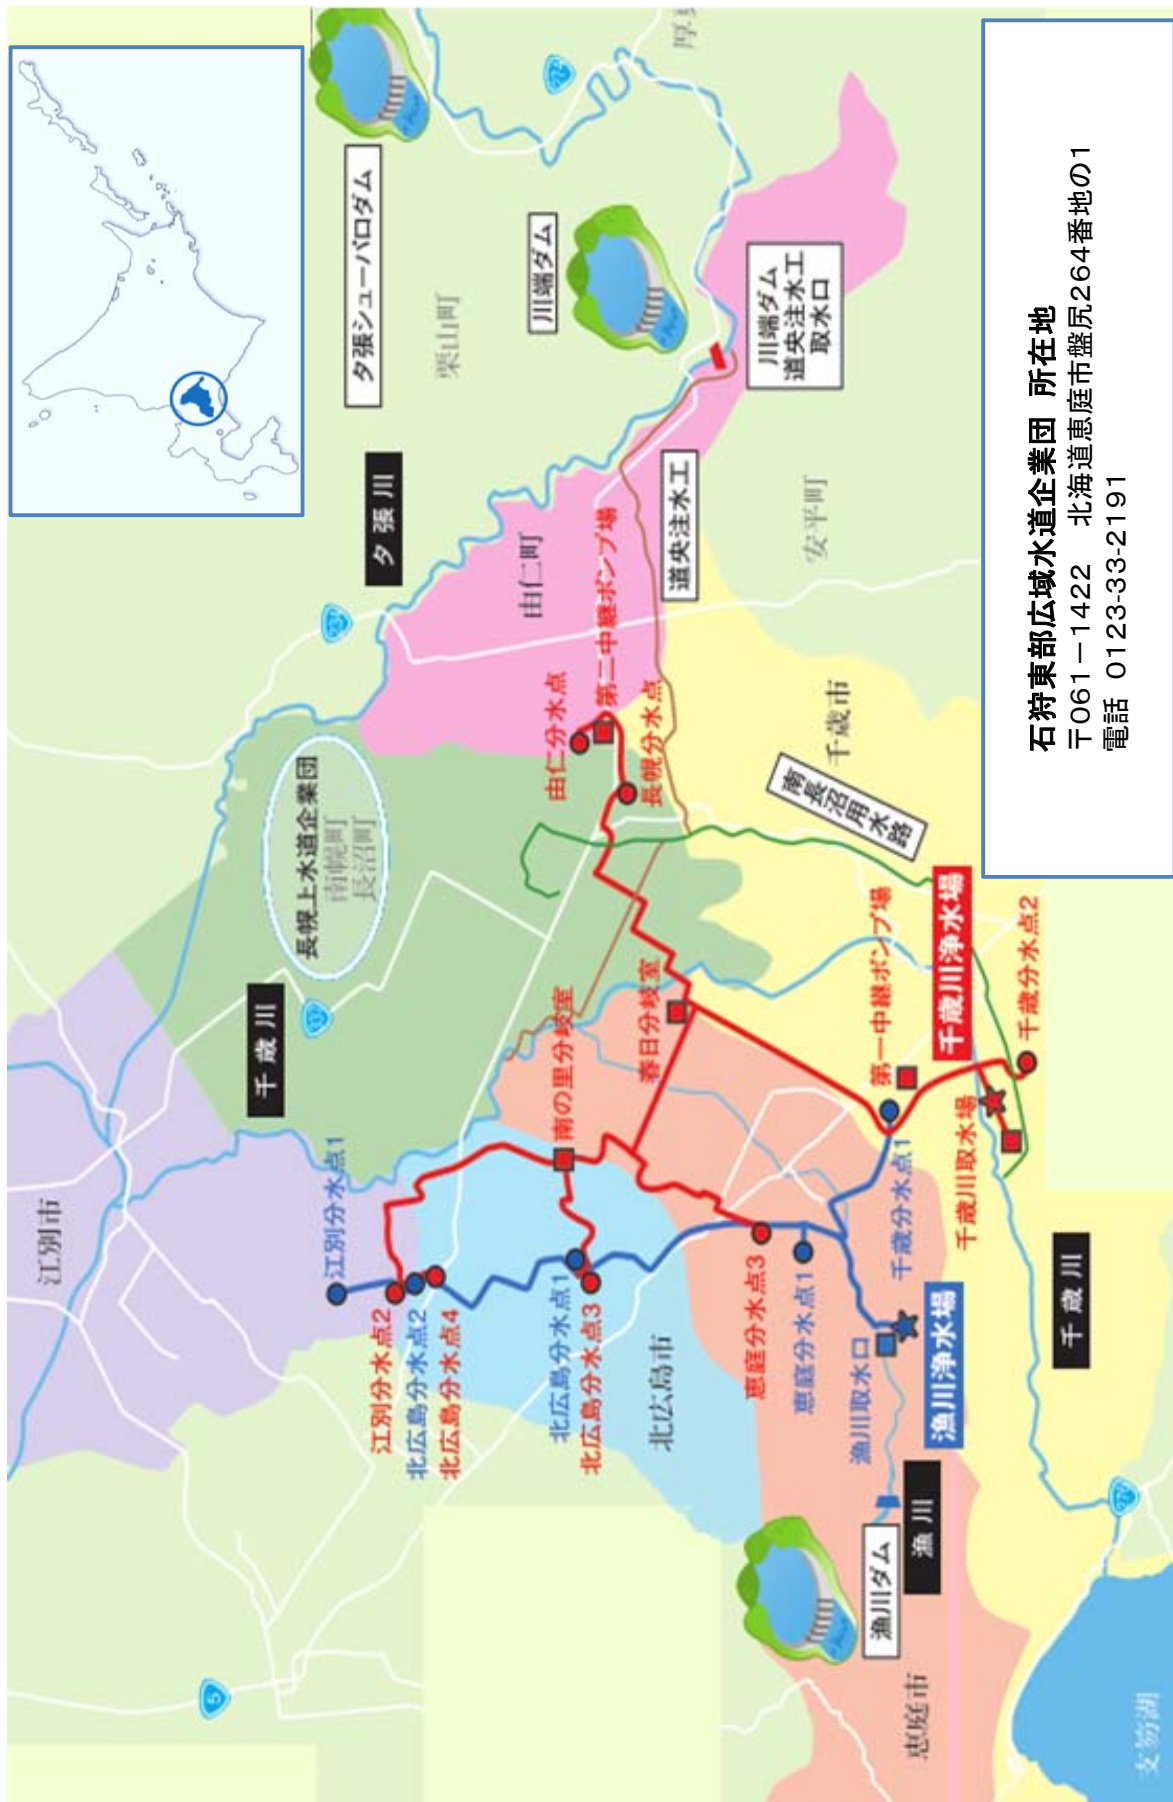 江別市
5
千歳川
長幌上水道企業団
南幌町
長沼町
337
234
江別分水点1
夕張シューパロダム
夕張川
江別分水点2
北広島分水点2
北広島分水点4
栗山町
由仁町
川端ダム
274
由仁分水点
北広島分水点1
南の里分岐室
北広島分水点3
第二中継ポンプ場
長幌分水点
春日分岐室
北広島市
道央注水工
川端ダム
道央注水工
取水口
恵庭分水点3
南長沼用水路
恵庭分水点1
安平町
千歳市
漁川取水口
第一中継ポンプ場
漁川ダム
千歳分水点1
漁川
恵庭市
漁川浄水場
千歳川浄水場
千歳川取水場
千歳分水点2
千歳川
支笏湖
石狩東部広域水道企業団 所在地
〒061-1422 北海道恵庭市盤尻264番地の1
電話 0123-33-2191